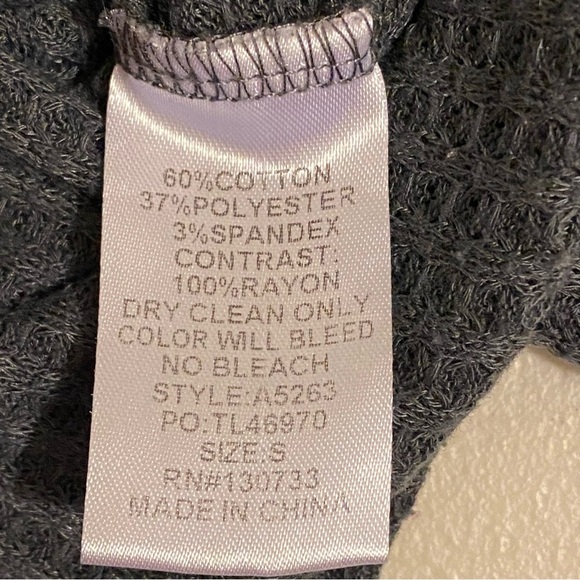 60%COTTON
37%POLYESTER
3%SPANDEX
CONTRAST:
100%RAYON
DRY CLEAN ONLY
COLOR WILL BLEED
NO BLEACH
STYLE:A5263
PO:TL46970
SIZE:S
RN#130733
MADE IN CHINA